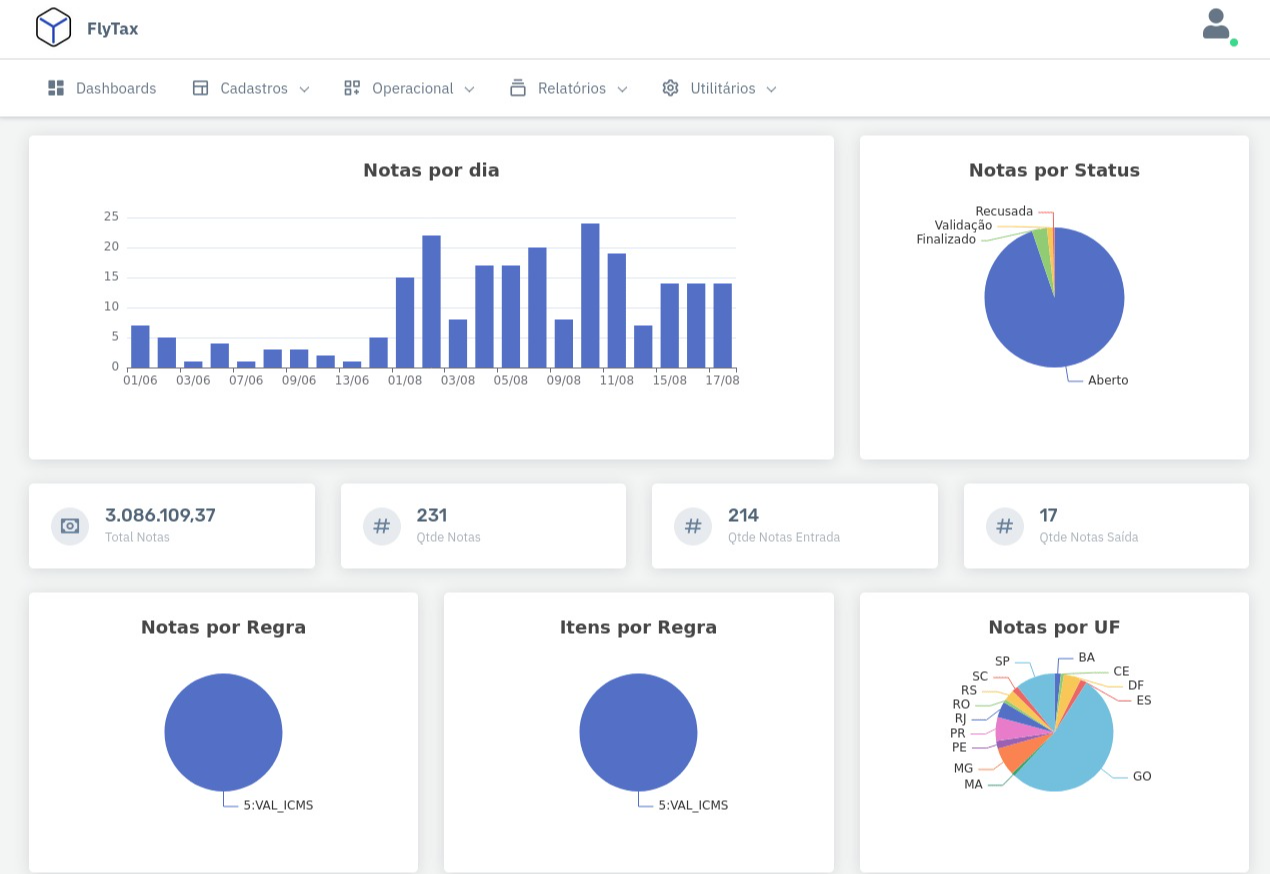 FlyTax
Dashboards Cadastros Operacional Relatórios Utilitários
Notas por dia
25
20
15
10
5
0
01/06 03/06 07/06 09/06 13/06 01/08 03/08 05/08 09/08 11/08 15/08 17/08
Notas por Status
Recusada
Validação
Finalizado
Aberto
3.086.109,37
Total Notas
231
Qtde Notas
214
Qtde Notas Entrada
17
Qtde Notas Saída
Notas por Regra
5:VAL_ICMS
Itens por Regra
5:VAL_ICMS
Notas por UF
SP BA
SC CE
RS DF
RO ES
RJ
PR
PE
MG GO
MA